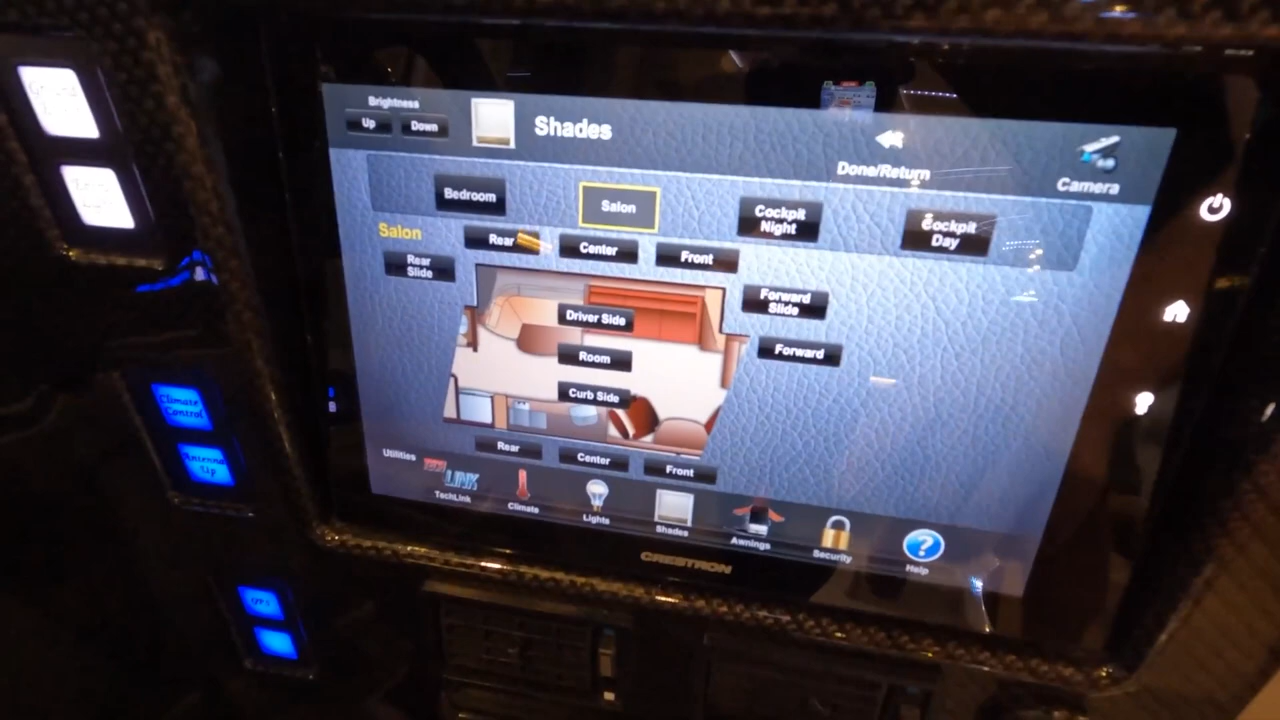 Brightness
Up
Down
Shades
Done/Return
Camera
Bedroom
Salon
Cockpit
Night
Cockpit
Day
Salon
Rear
Center
Front
Rear
Slide
Forward
Slide
Driver Side
Room
Forward
Curb Side
Rear
Center
Front
Utilities
LINK
TechLink
Climate
Lights
Shades
Awnings
Security
?
Help
CRESTRON
Climate
Control
Antenna
Up